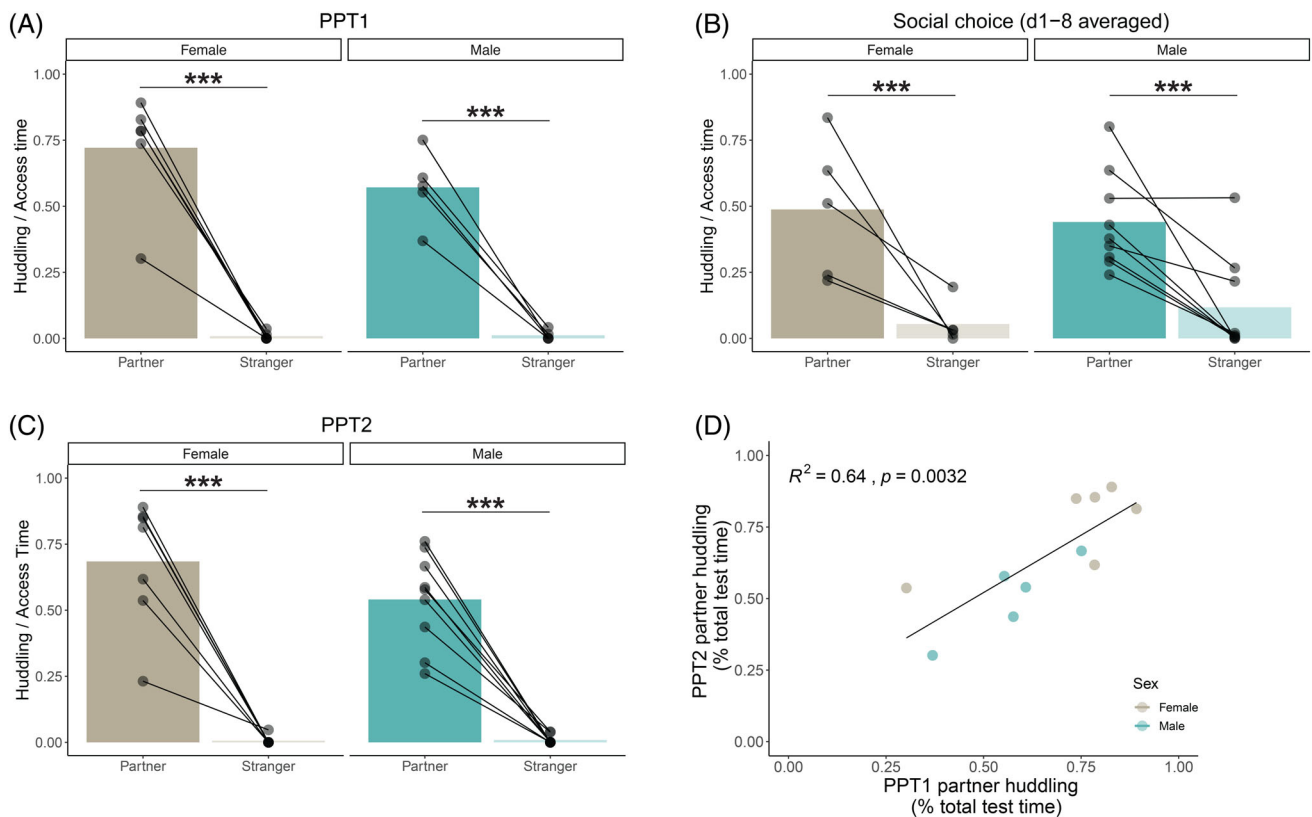 (A)
PPT1
Female
Male
Huddling / Access time
1.00
0.75
0.50
0.25
0.00
***
***
Partner
Stranger
Partner
Stranger
(B)
Social choice (d1−8 averaged)
Female
Male
Huddling / Access time
1.00
0.75
0.50
0.25
0.00
***
***
Partner
Stranger
Partner
Stranger
(C)
PPT2
Female
Male
Huddling / Access Time
1.00
0.75
0.50
0.25
0.00
***
***
Partner
Stranger
Partner
Stranger
(D)
R² = 0.64 , p = 0.0032
PPT2 partner huddling
(% total test time)
1.00
0.75
0.50
0.25
0.00
Sex
Female
Male
0.00
0.25
0.50
0.75
1.00
PPT1 partner huddling
(% total test time)